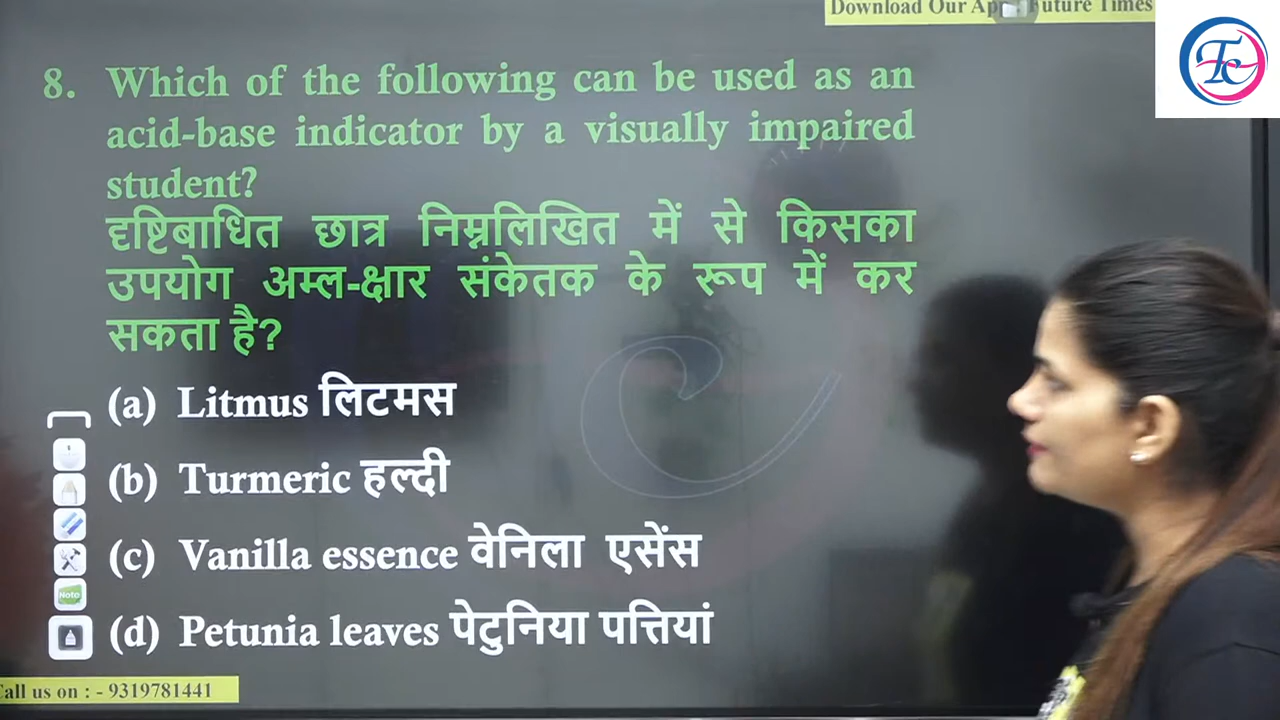 Download Our App Future Times
8. Which of the following can be used as an
acid-base indicator by a visually impaired
student?
दृष्टिबाधित छात्र निम्नलिखित में से किसका
उपयोग अम्ल-क्षार संकेतक के रूप में कर
सकता है?
(a) Litmus लिटमस
(b) Turmeric हल्दी
(c) Vanilla essence वेनिला एसेंस
(d) Petunia leaves पेटुनिया पत्तियां
Note
Call us on : - 9319781441